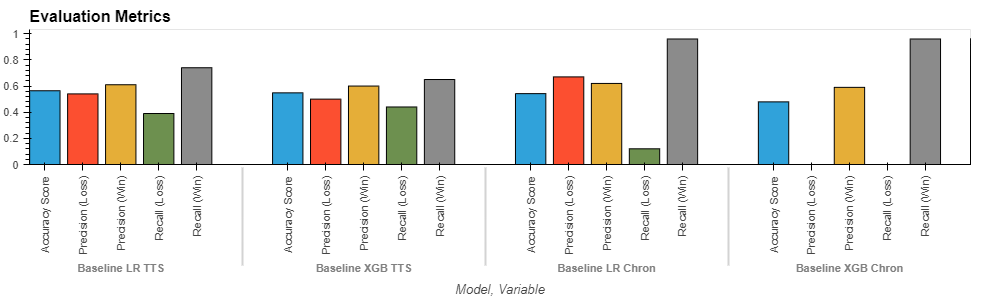 Evaluation Metrics
1
0.8
0.6
0.4
0.2
0
Accuracy Score
Precision (Loss)
Precision (Win)
Recall (Loss)
Recall (Win)
Accuracy Score
Precision (Loss)
Precision (Win)
Recall (Loss)
Recall (Win)
Accuracy Score
Precision (Loss)
Precision (Win)
Recall (Loss)
Recall (Win)
Accuracy Score
Precision (Loss)
Precision (Win)
Recall (Loss)
Recall (Win)
Baseline LR TTS
Baseline XGB TTS
Baseline LR Chron
Baseline XGB Chron
Model, Variable